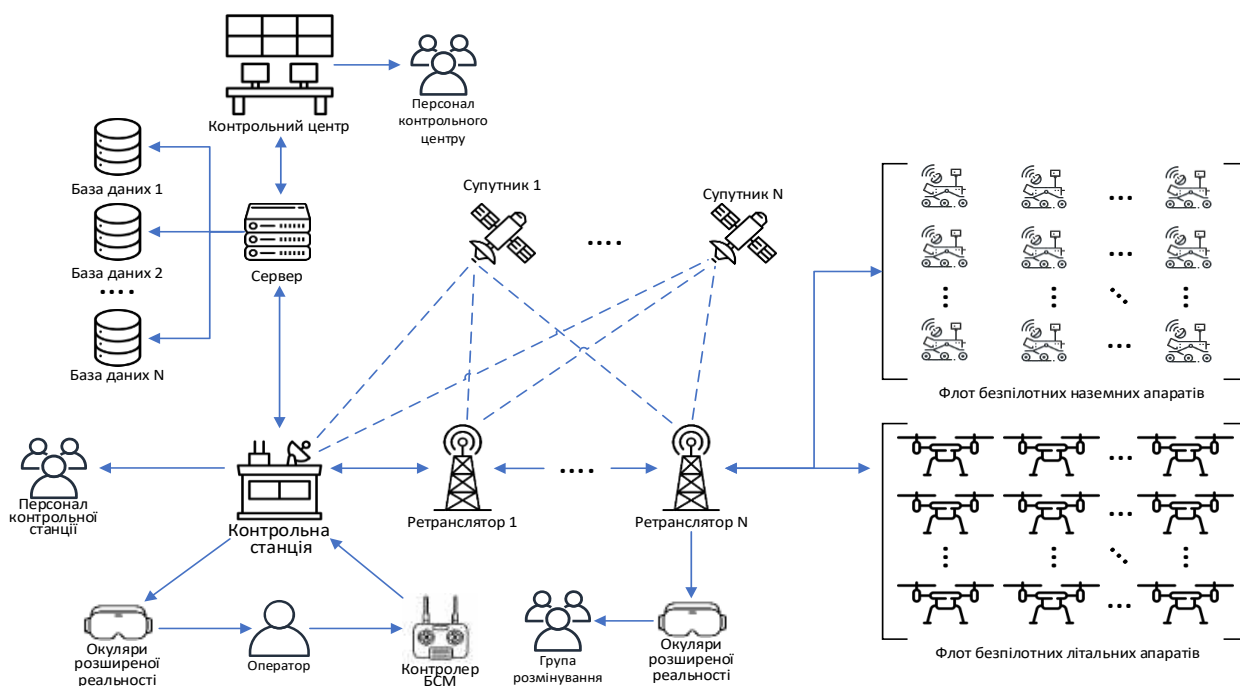 Контрольний центр
Персонал
контрольного
центру
База даних 1
База даних 2
....
База даних N
Сервер
Супутник 1
....
Супутник N
Флот безпілотних наземних апаратів
Персонал
контрольної
станції
Контрольна
станція
Ретранслятор 1
....
Ретранслятор N
Окуляри
розширеної
реальності
Оператор
Контролер
БСМ
Група
розмінування
Окуляри
розширеної
реальності
Флот безпілотних літальних апаратів